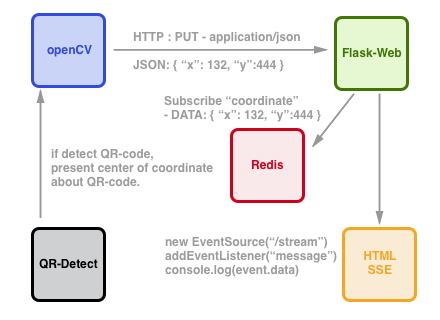 openCV
HTTP : PUT - application/json
JSON: { “x”: 132, “y”:444 }
Flask-Web
Subscribe “coordinate”
- DATA: { “x”: 132, “y”:444 }
Redis
if detect QR-code,
present center of coordinate
about QR-code.
QR-Detect
new EventSource(“/stream”)
addEventListener(“message”)
console.log(event.data)
HTML
SSE